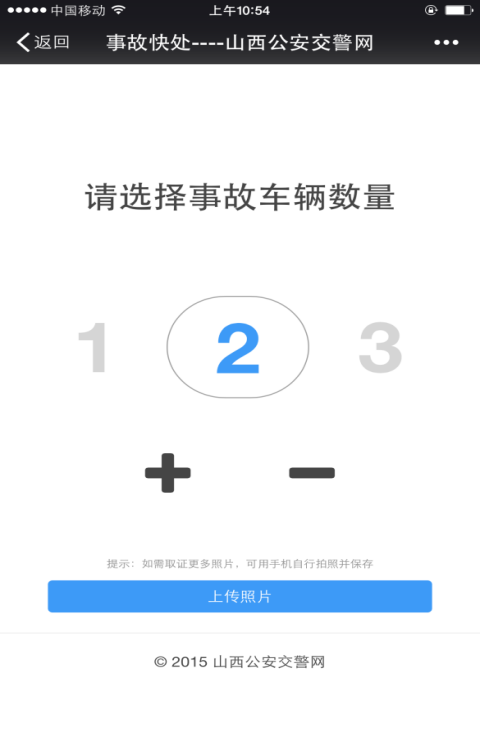 中国移动 上午10:54
返回 事故快处----山西公安交警网
请选择事故车辆数量
1 2 3
提示：如需取证更多照片，可用手机自行拍照并保存
上传照片
© 2015 山西公安交警网